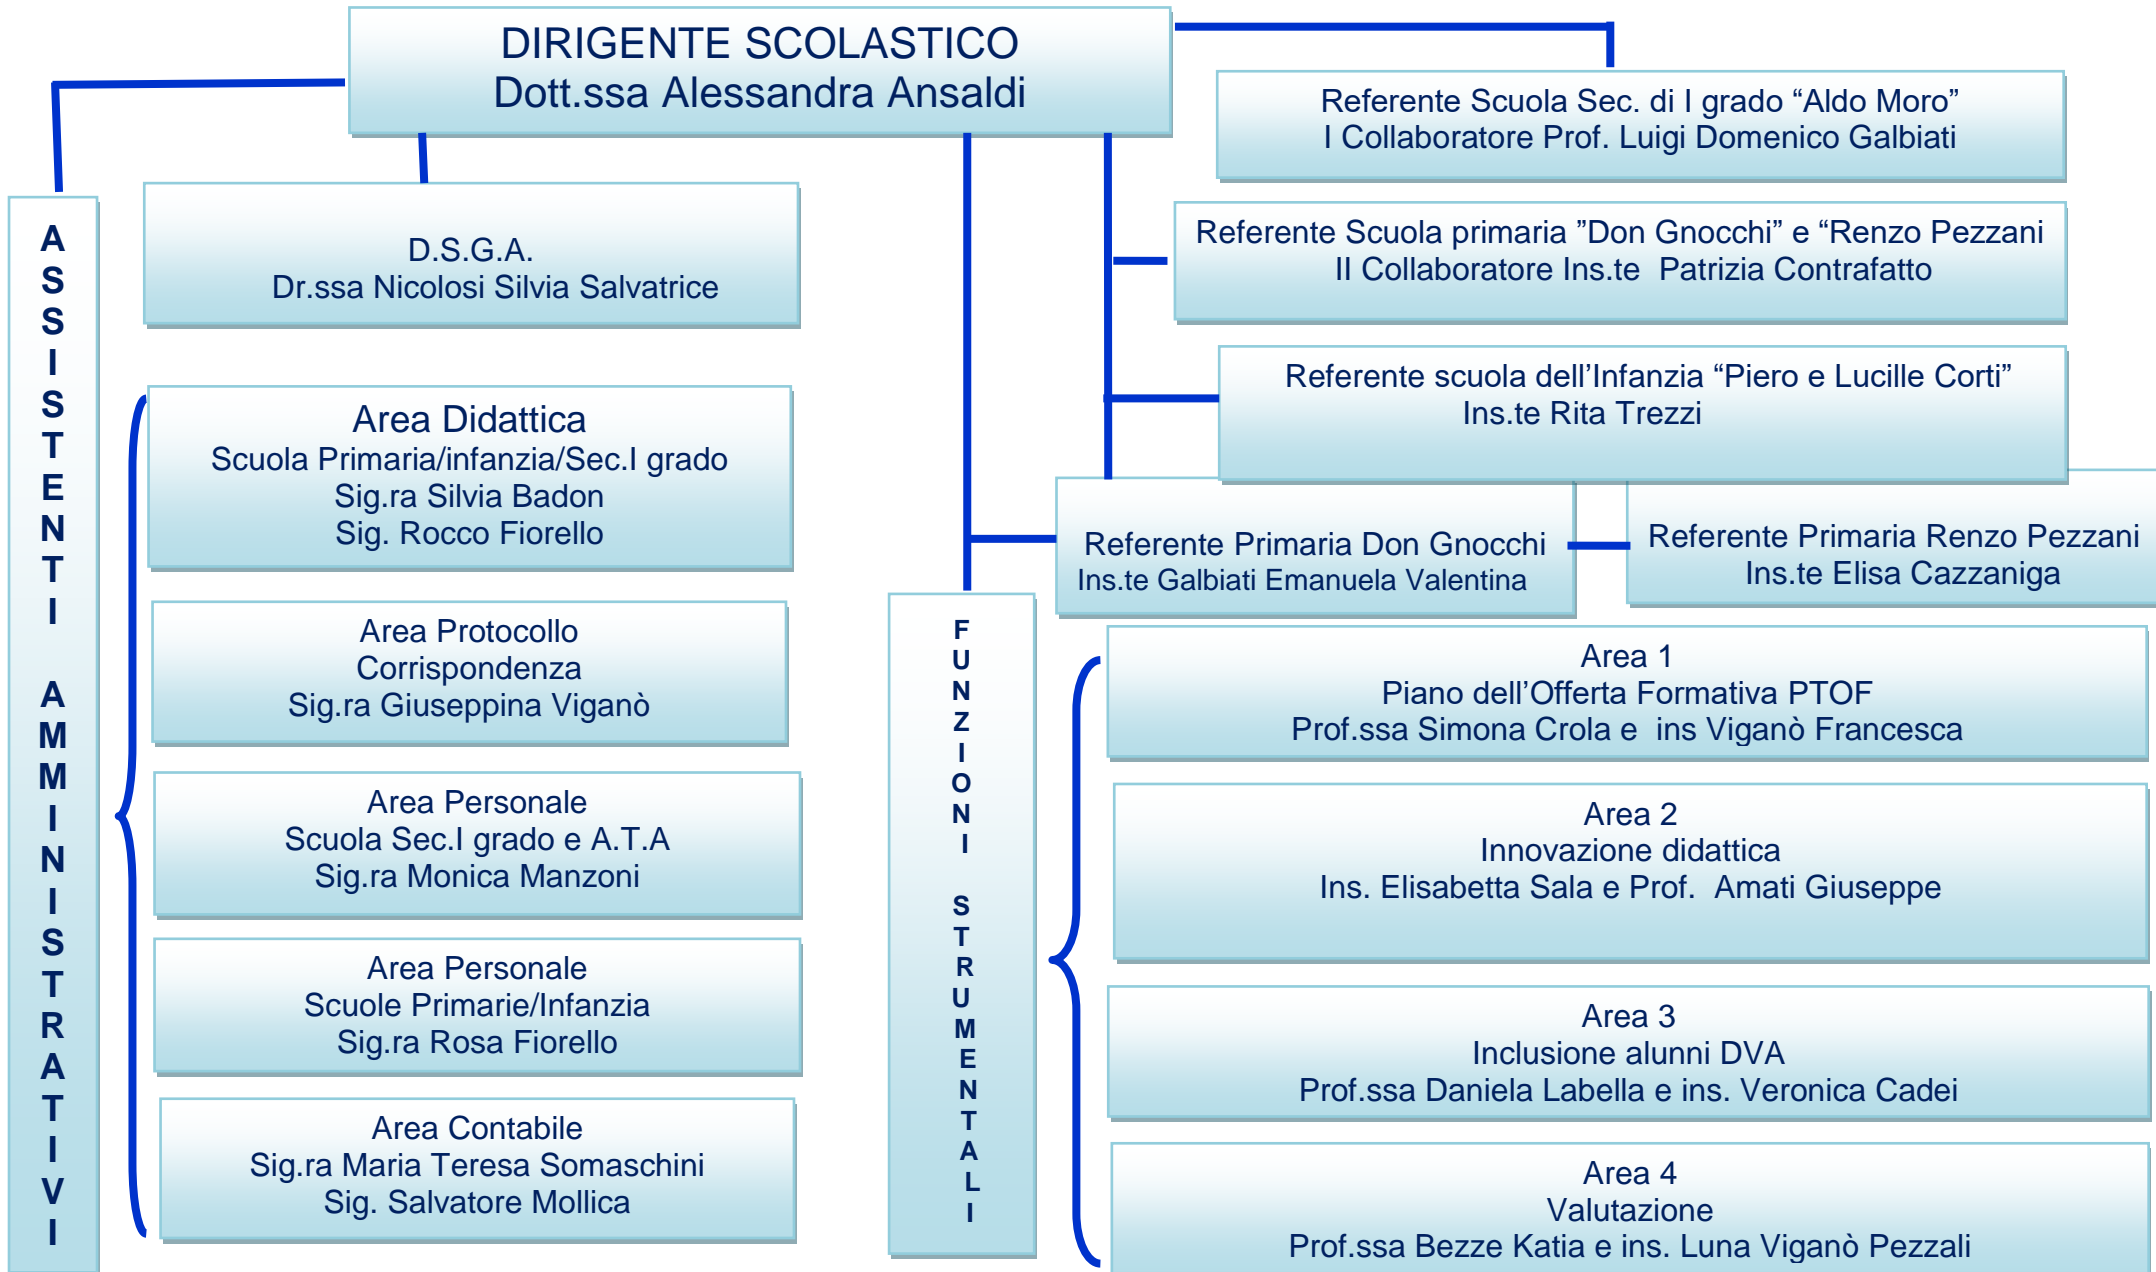 DIRIGENTE SCOLASTICO
Dott.ssa Alessandra Ansaldi
Referente Scuola Sec. di I grado “Aldo Moro”
I Collaboratore Prof. Luigi Domenico Galbiati
D.S.G.A.
Dr.ssa Nicolosi Silvia Salvatrice
Referente Scuola primaria ”Don Gnocchi” e “Renzo Pezzani
II Collaboratore Ins.te Patrizia Contrafatto
Referente scuola dell’Infanzia “Piero e Lucille Corti”
Ins.te Rita Trezzi
Referente Primaria Don Gnocchi
Ins.te Galbiati Emanuela Valentina
Referente Primaria Renzo Pezzani
Ins.te Elisa Cazzaniga
ASSISTENTI AMMINISTRATIVI
Area Didattica
Scuola Primaria/infanzia/Sec.I grado
Sig.ra Silvia Badon
Sig. Rocco Fiorello
Area Protocollo
Corrispondenza
Sig.ra Giuseppina Viganò
Area Personale
Scuola Sec.I grado e A.T.A
Sig.ra Monica Manzoni
Area Personale
Scuole Primarie/Infanzia
Sig.ra Rosa Fiorello
Area Contabile
Sig.ra Maria Teresa Somaschini
Sig. Salvatore Mollica
FUNZIONI STRUMENTALI
Area 1
Piano dell’Offerta Formativa PTOF
Prof.ssa Simona Crola e ins Viganò Francesca
Area 2
Innovazione didattica
Ins. Elisabetta Sala e Prof. Amati Giuseppe
Area 3
Inclusione alunni DVA
Prof.ssa Daniela Labella e ins. Veronica Cadei
Area 4
Valutazione
Prof.ssa Bezze Katia e ins. Luna Viganò Pezzali